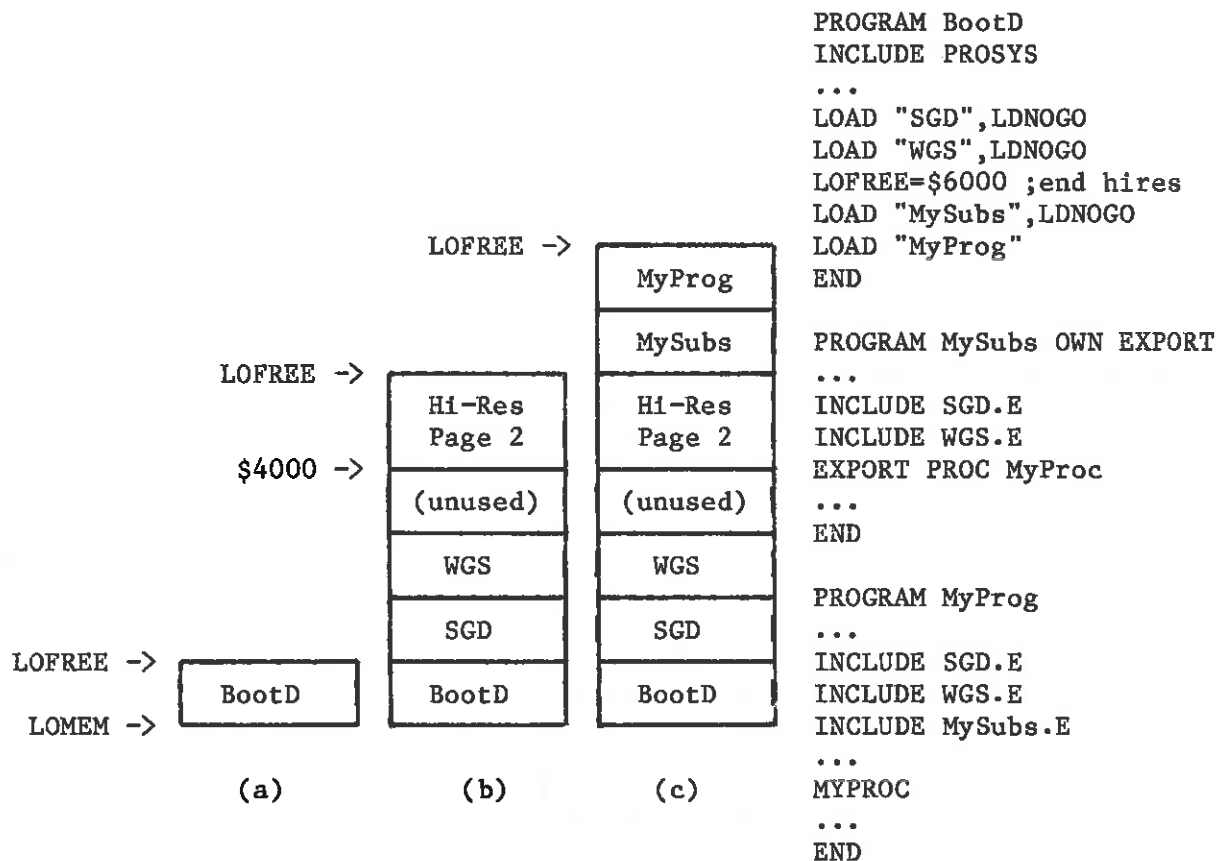 PROGRAM BootD
INCLUDE PROSYS
...
LOAD "SGD",LDNOGO
LOAD "WGS",LDNOGO
LOFREE=$6000 ;end hires
LOAD "MySubs",LDNOGO
LOAD "MyProg"
END
PROGRAM MySubs OWN EXPORT
...
INCLUDE SGD.E
INCLUDE WGS.E
EXPORT PROC MyProc
...
END
PROGRAM MyProg
...
INCLUDE SGD.E
INCLUDE WGS.E
INCLUDE MySubs.E
...
MYPROC
...
END
LOFREE ->
BootD
LOMEM ->
(a)
LOFREE ->
Hi-Res
Page 2
$4000 ->
(unused)
WGS
SGD
BootD
(b)
LOFREE ->
MyProg
MySubs
Hi-Res
Page 2
(unused)
WGS
SGD
BootD
(c)